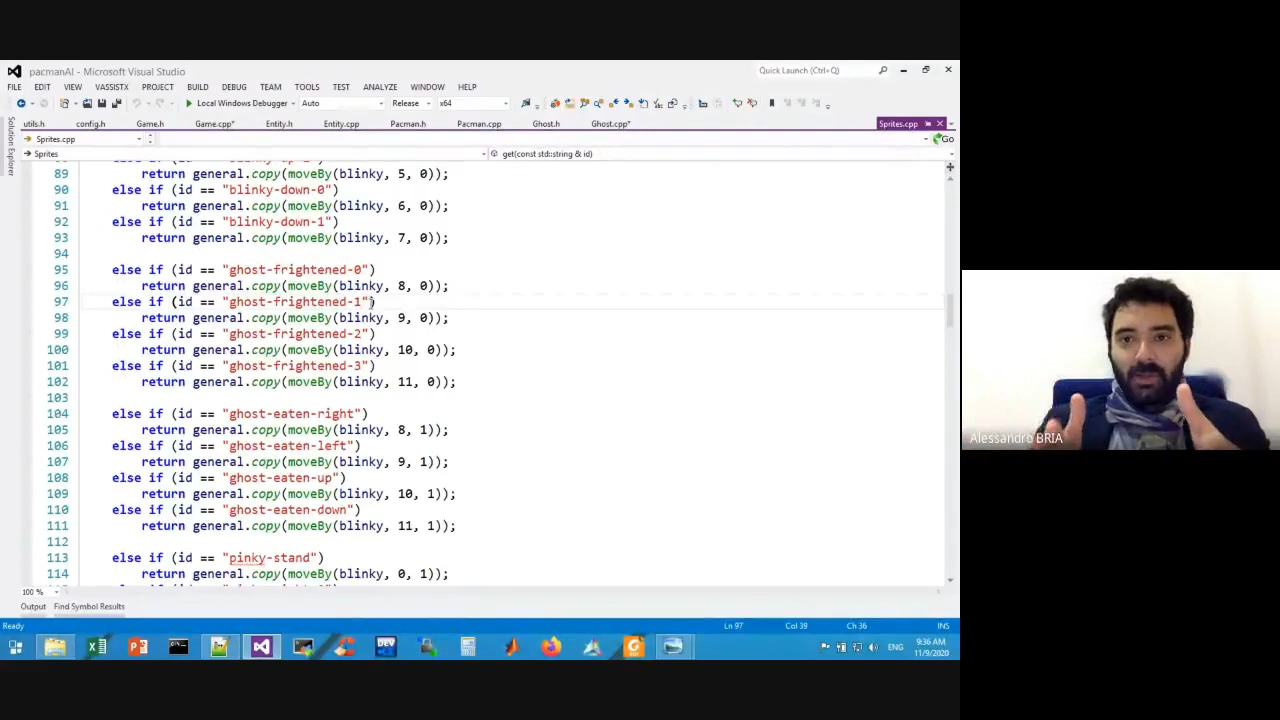 pacmanAI - Microsoft Visual Studio
Quick Launch (Ctrl+Q)
FILE EDIT VIEW VASSISTX PROJECT BUILD DEBUG TEAM TOOLS TEST ANALYZE WINDOW HELP
Local Windows Debugger Auto Release x64
utils.h config.h Game.h Game.cpp* Entity.h Entity.cpp Pacman.h Pacman.cpp Ghost.h Ghost.cpp* Sprites.cpp
Solution Explorer
Sprites.cpp Go
Sprites get(const std::string & id)
89 return general.copy(moveBy(blinky, 5, 0));
90 else if (id == "blinky-down-0")
91 return general.copy(moveBy(blinky, 6, 0));
92 else if (id == "blinky-down-1")
93 return general.copy(moveBy(blinky, 7, 0));
94
95 else if (id == "ghost-frightened-0")
96 return general.copy(moveBy(blinky, 8, 0));
97 else if (id == "ghost-frightened-1")
98 return general.copy(moveBy(blinky, 9, 0));
99 else if (id == "ghost-frightened-2")
100 return general.copy(moveBy(blinky, 10, 0));
101 else if (id == "ghost-frightened-3")
102 return general.copy(moveBy(blinky, 11, 0));
103
104 else if (id == "ghost-eaten-right")
105 return general.copy(moveBy(blinky, 8, 1));
106 else if (id == "ghost-eaten-left")
107 return general.copy(moveBy(blinky, 9, 1));
108 else if (id == "ghost-eaten-up")
109 return general.copy(moveBy(blinky, 10, 1));
110 else if (id == "ghost-eaten-down")
111 return general.copy(moveBy(blinky, 11, 1));
112
113 else if (id == "pinky-stand")
114 return general.copy(moveBy(blinky, 0, 1));
100 %
Output Find Symbol Results
Ready Ln 97 Col 39 Ch 36 INS
DEV
ENG
9:36 AM
11/9/2020
Alessandro BRIA